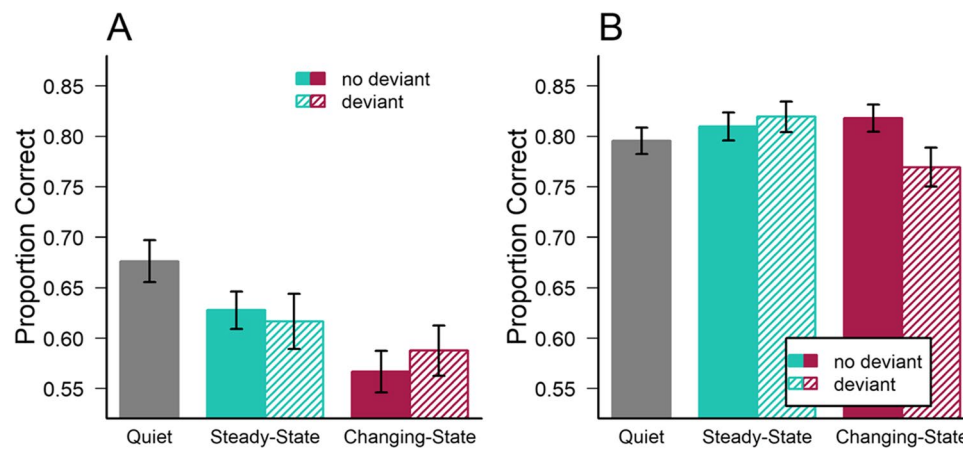 A
Proportion Correct
0.85
0.80
0.75
0.70
0.65
0.60
0.55
no deviant
deviant
Quiet
Steady-State
Changing-State
B
Proportion Correct
0.85
0.80
0.75
0.70
0.65
0.60
0.55
no deviant
deviant
Quiet
Steady-State
Changing-State